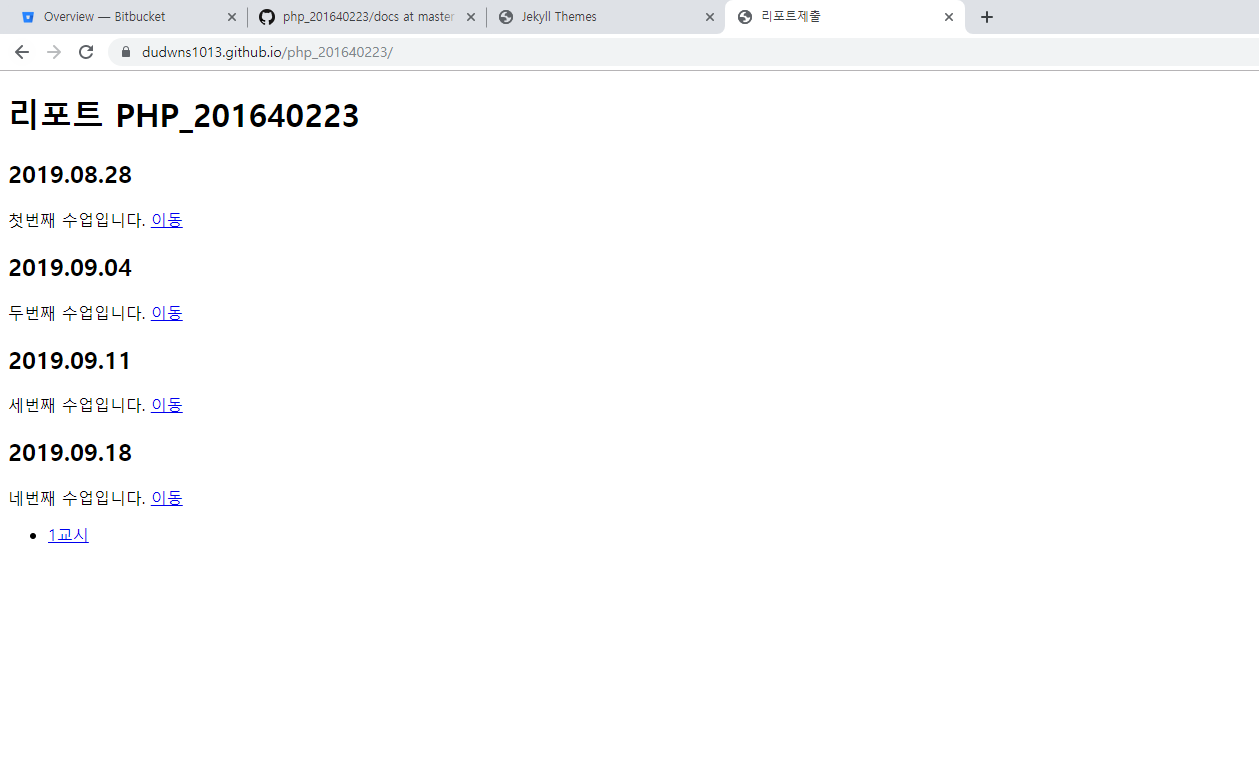 Overview — Bitbucket
php_201640223/docs at master
Jekyll Themes
리포트제출
dudwns1013.github.io/php_201640223/
리포트 PHP_201640223
2019.08.28
첫번째 수업입니다. 이동
2019.09.04
두번째 수업입니다. 이동
2019.09.11
세번째 수업입니다. 이동
2019.09.18
네번째 수업입니다. 이동
1교시